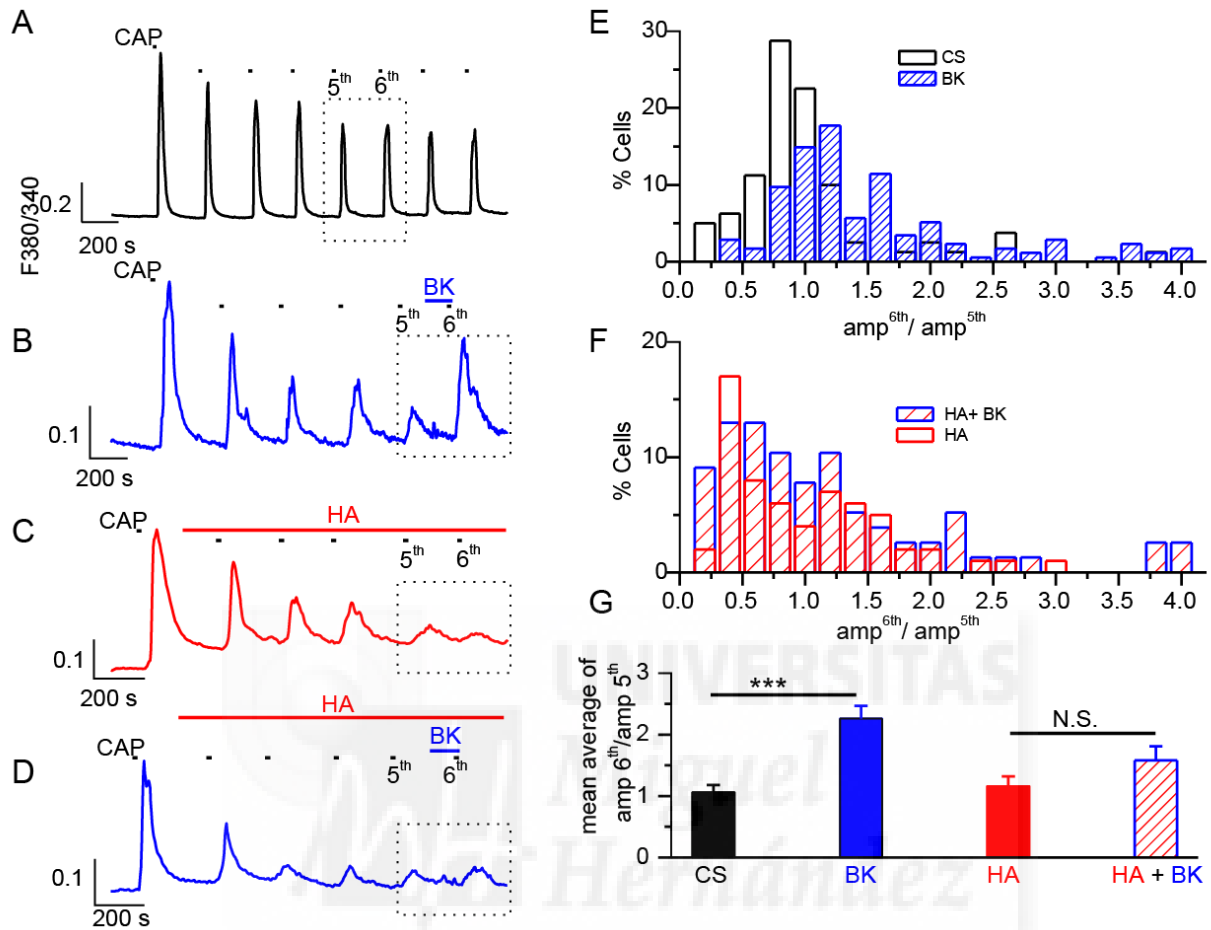 A
CAP
5th
6th
0.2
200 s
F380/340
B
CAP
BK
5th
6th
0.1
200 s
C
CAP
HA
5th
6th
0.1
200 s
D
HA
CAP
BK
5th
6th
0.1
200 s
E
30
20
10
0
% Cells
CS
BK
0.0 0.5 1.0 1.5 2.0 2.5 3.0 3.5 4.0
amp6th/ amp5th
F
20
10
0
% Cells
HA+ BK
HA
0.0 0.5 1.0 1.5 2.0 2.5 3.0 3.5 4.0
amp6th/ amp5th
G
mean average of
amp 6th/amp 5th
3
2
1
0
***
N.S.
CS BK HA HA + BK
UNIVERSITAS
Miguel
Hernández